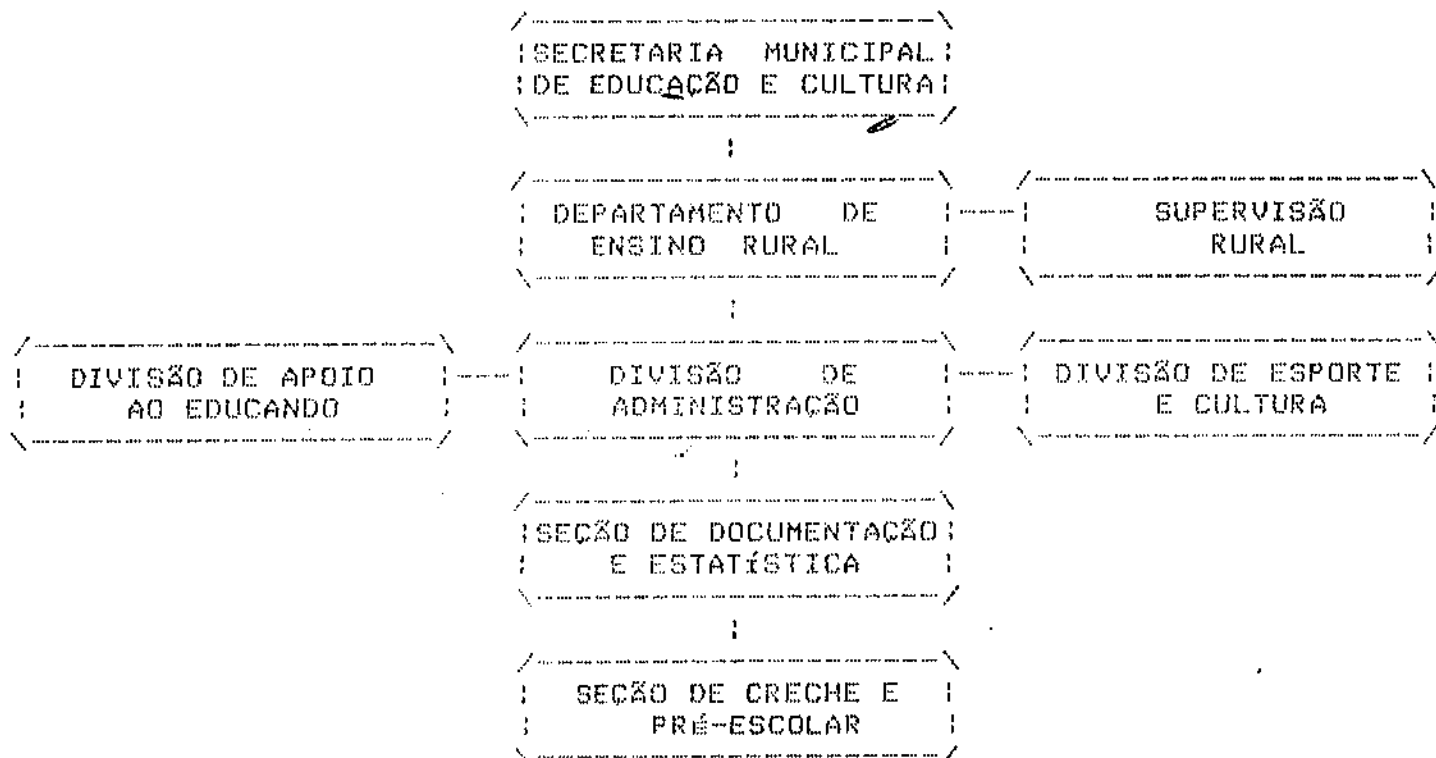 SECRETARIA MUNICIPAL
DE EDUCAÇÃO E CULTURA
DEPARTAMENTO DE
ENSINO RURAL
SUPERVISÃO
RURAL
DIVISÃO DE APOIO
AO EDUCANDO
DIVISÃO DE
ADMINISTRAÇÃO
DIVISÃO DE ESPORTE
E CULTURA
SEÇÃO DE DOCUMENTAÇÃO
E ESTATÍSTICA
SEÇÃO DE CRECHE E
PRÉ-ESCOLAR